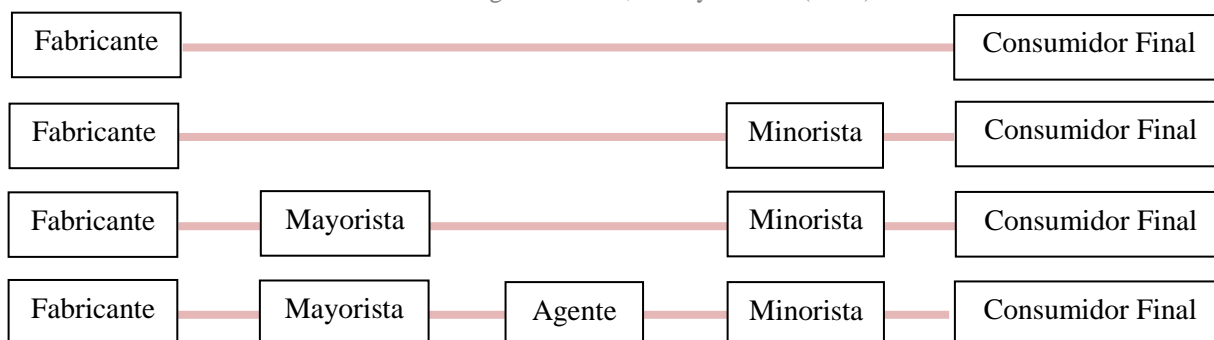 Fabricante Consumidor Final
Fabricante Minorista Consumidor Final
Fabricante Mayorista Minorista Consumidor Final
Fabricante Mayorista Agente Minorista Consumidor Final